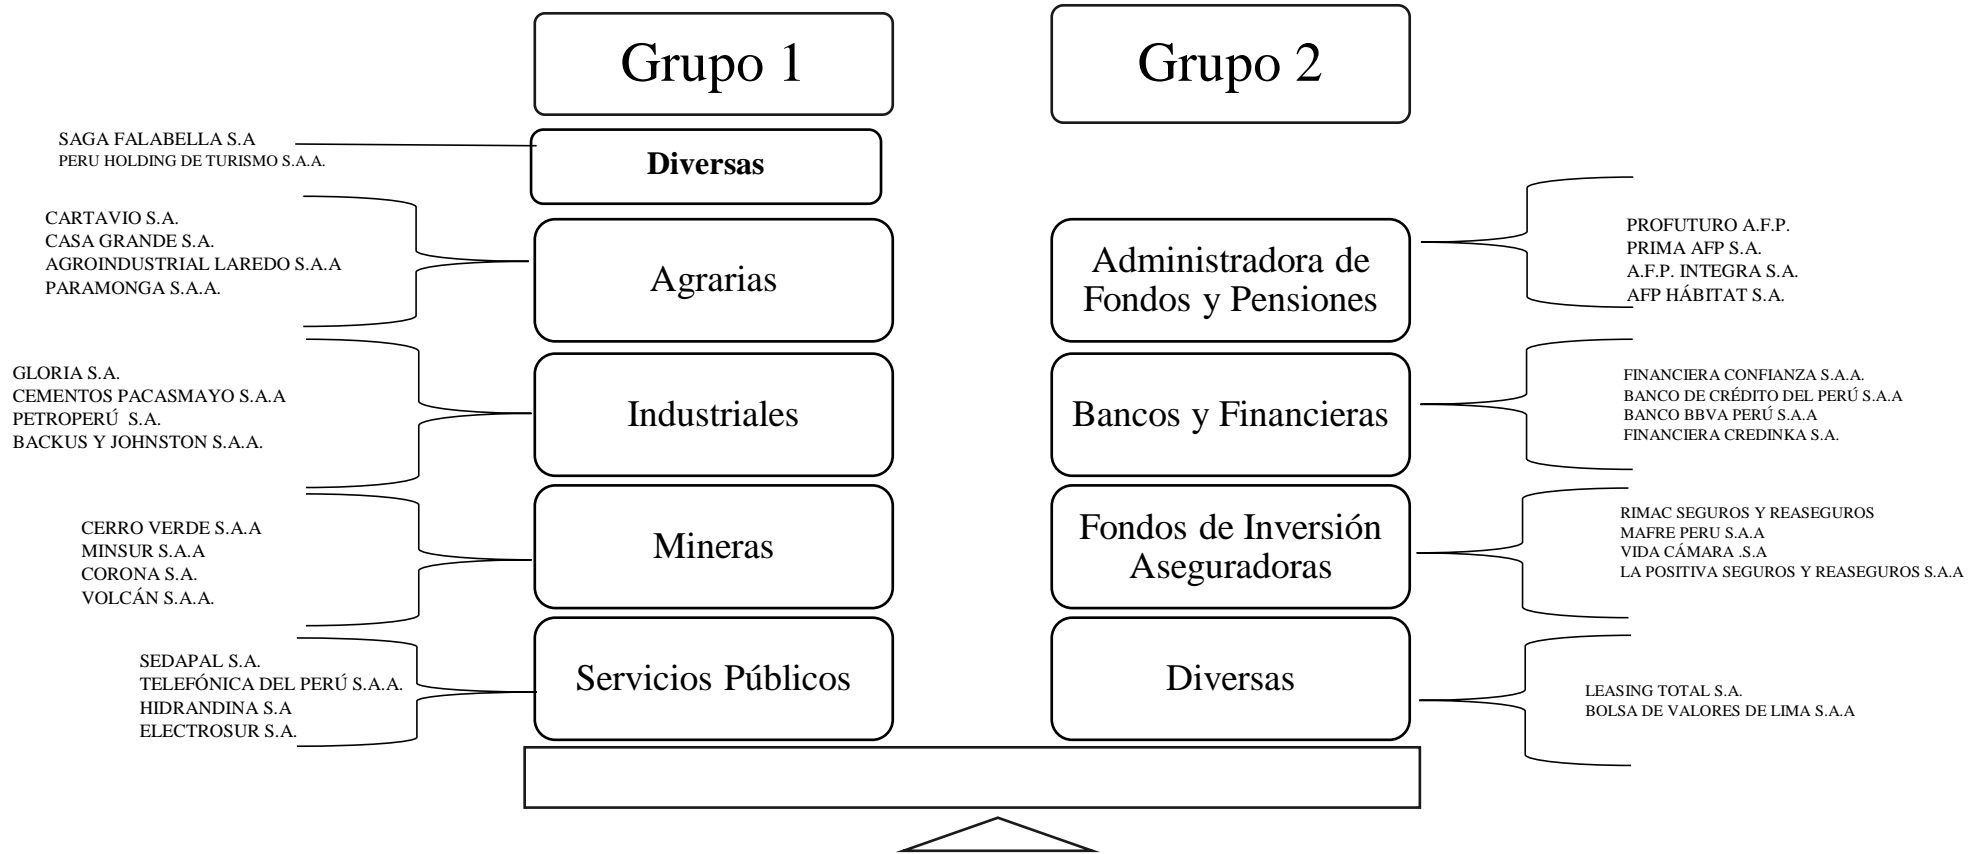 Grupo 1
Grupo 2
SAGA FALABELLA S.A
PERU HOLDING DE TURISMO S.A.A.
Diversas
CARTAVIO S.A.
CASA GRANDE S.A.
AGROINDUSTRIAL LAREDO S.A.A
PARAMONGA S.A.A.
Agrarias
Administradora de
Fondos y Pensiones
PROFUTURO A.F.P.
PRIMA AFP S.A.
A.F.P. INTEGRA S.A.
AFP HÁBITAT S.A.
GLORIA S.A.
CEMENTOS PACASMAYO S.A.A
PETROPERÚ  S.A.
BACKUS Y JOHNSTON S.A.A.
Industriales
Bancos y Financieras
FINANCIERA CONFIANZA S.A.A.
BANCO DE CRÉDITO DEL PERÚ S.A.A
BANCO BBVA PERÚ S.A.A
FINANCIERA CREDINKA S.A.
CERRO VERDE S.A.A
MINSUR S.A.A
CORONA S.A.
VOLCÁN S.A.A.
Mineras
Fondos de Inversión
Aseguradoras
RIMAC SEGUROS Y REASEGUROS
MAFRE PERU S.A.A
VIDA CÁMARA .S.A
LA POSITIVA SEGUROS Y REASEGUROS S.A.A
SEDAPAL S.A.
TELEFÓNICA DEL PERÚ S.A.A.
HIDRANDINA S.A
ELECTROSUR S.A.
Servicios Públicos
Diversas
LEASING TOTAL S.A.
BOLSA DE VALORES DE LIMA S.A.A